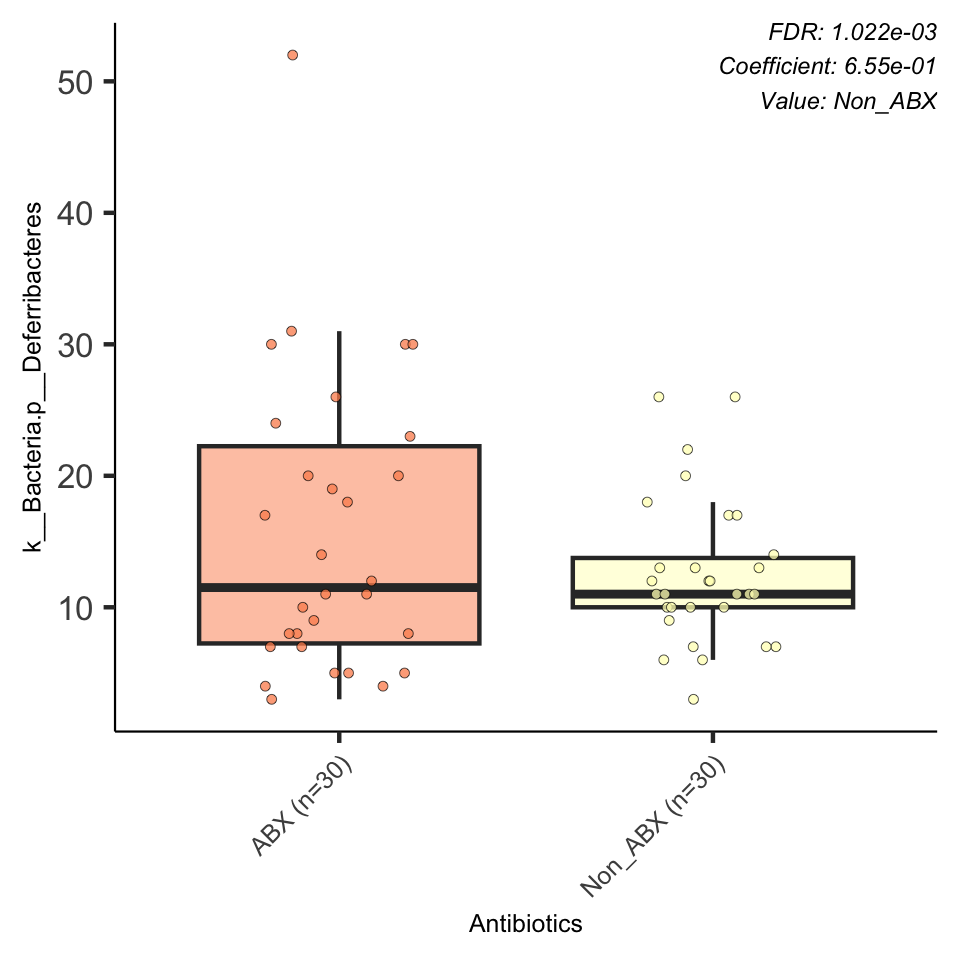 FDR: 1.022e-03
Coefficient: 6.55e-01
Value: Non_ABX
k__Bacteria.p__Deferribacteres
50
40
30
20
10
ABX (n=30)
Non_ABX (n=30)
Antibiotics